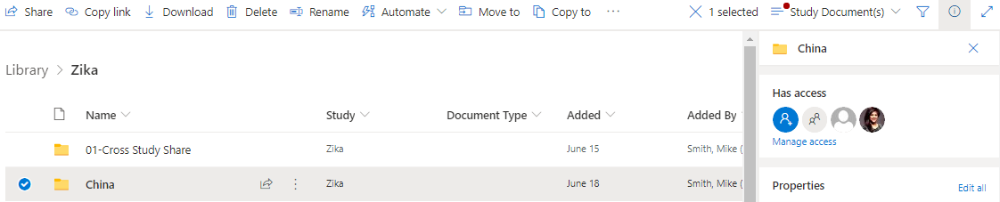 Share Copy link Download Delete Rename Automate Move to Copy to ··· 1 selected Study Document(s)
China
Library > Zika
Has access
Name Study Document Type Added Added By
Manage access
01-Cross Study Share Zika June 15 Smith, Mike (
China Zika June 18 Smith, Mike (
Properties Edit all